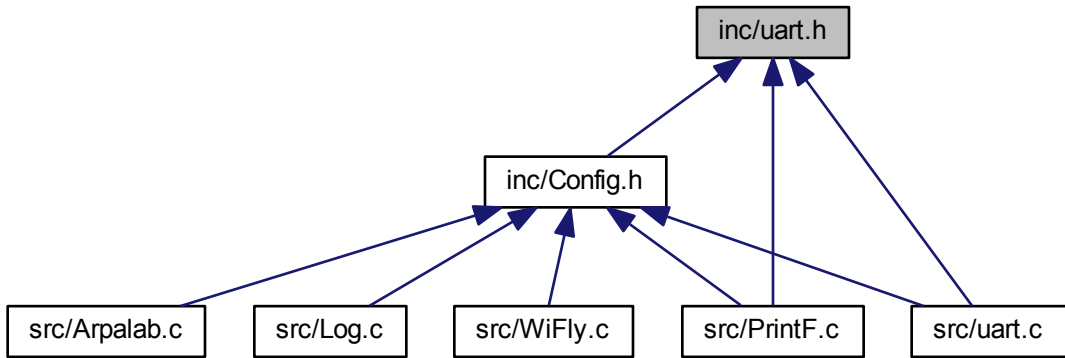 inc/uart.h
inc/Config.h
src/Arpalab.c
src/Log.c
src/WiFly.c
src/PrintF.c
src/uart.c